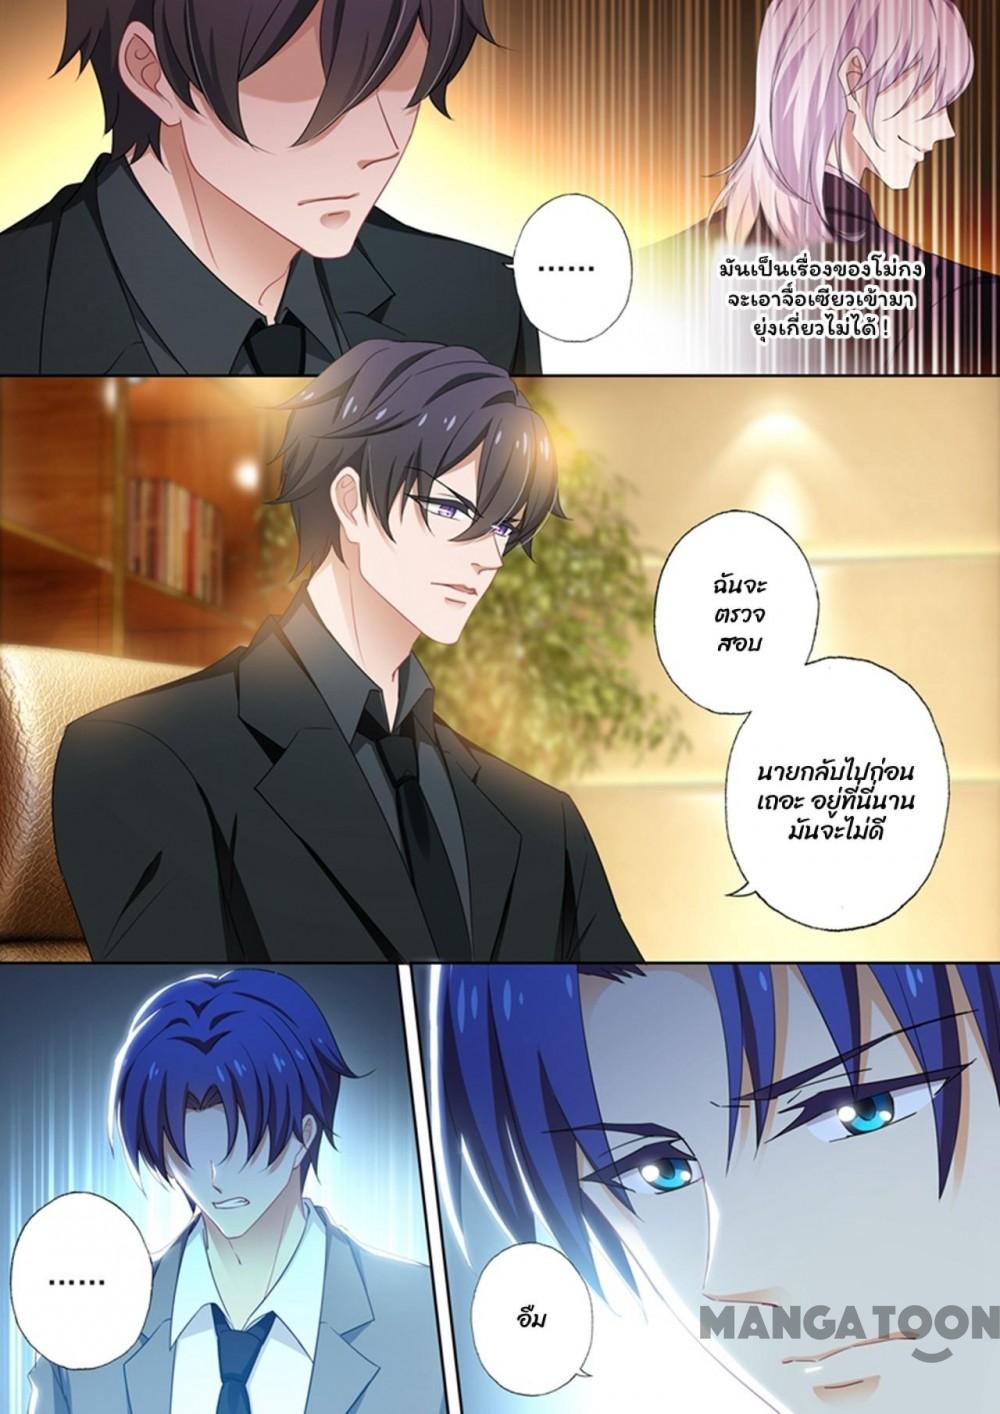 ......
มันเป็นเรื่องของโม่กง
จะเอาจื่อเซียวเข้ามา
ยุ่งเกี่ยวไม่ได้ !
ฉันจะ
ตรวจ
สอบ
นายกลับไปก่อน
เถอะ อยู่ที่นี่นาน
มันจะไม่ดี
......
อืม
MANGATOON